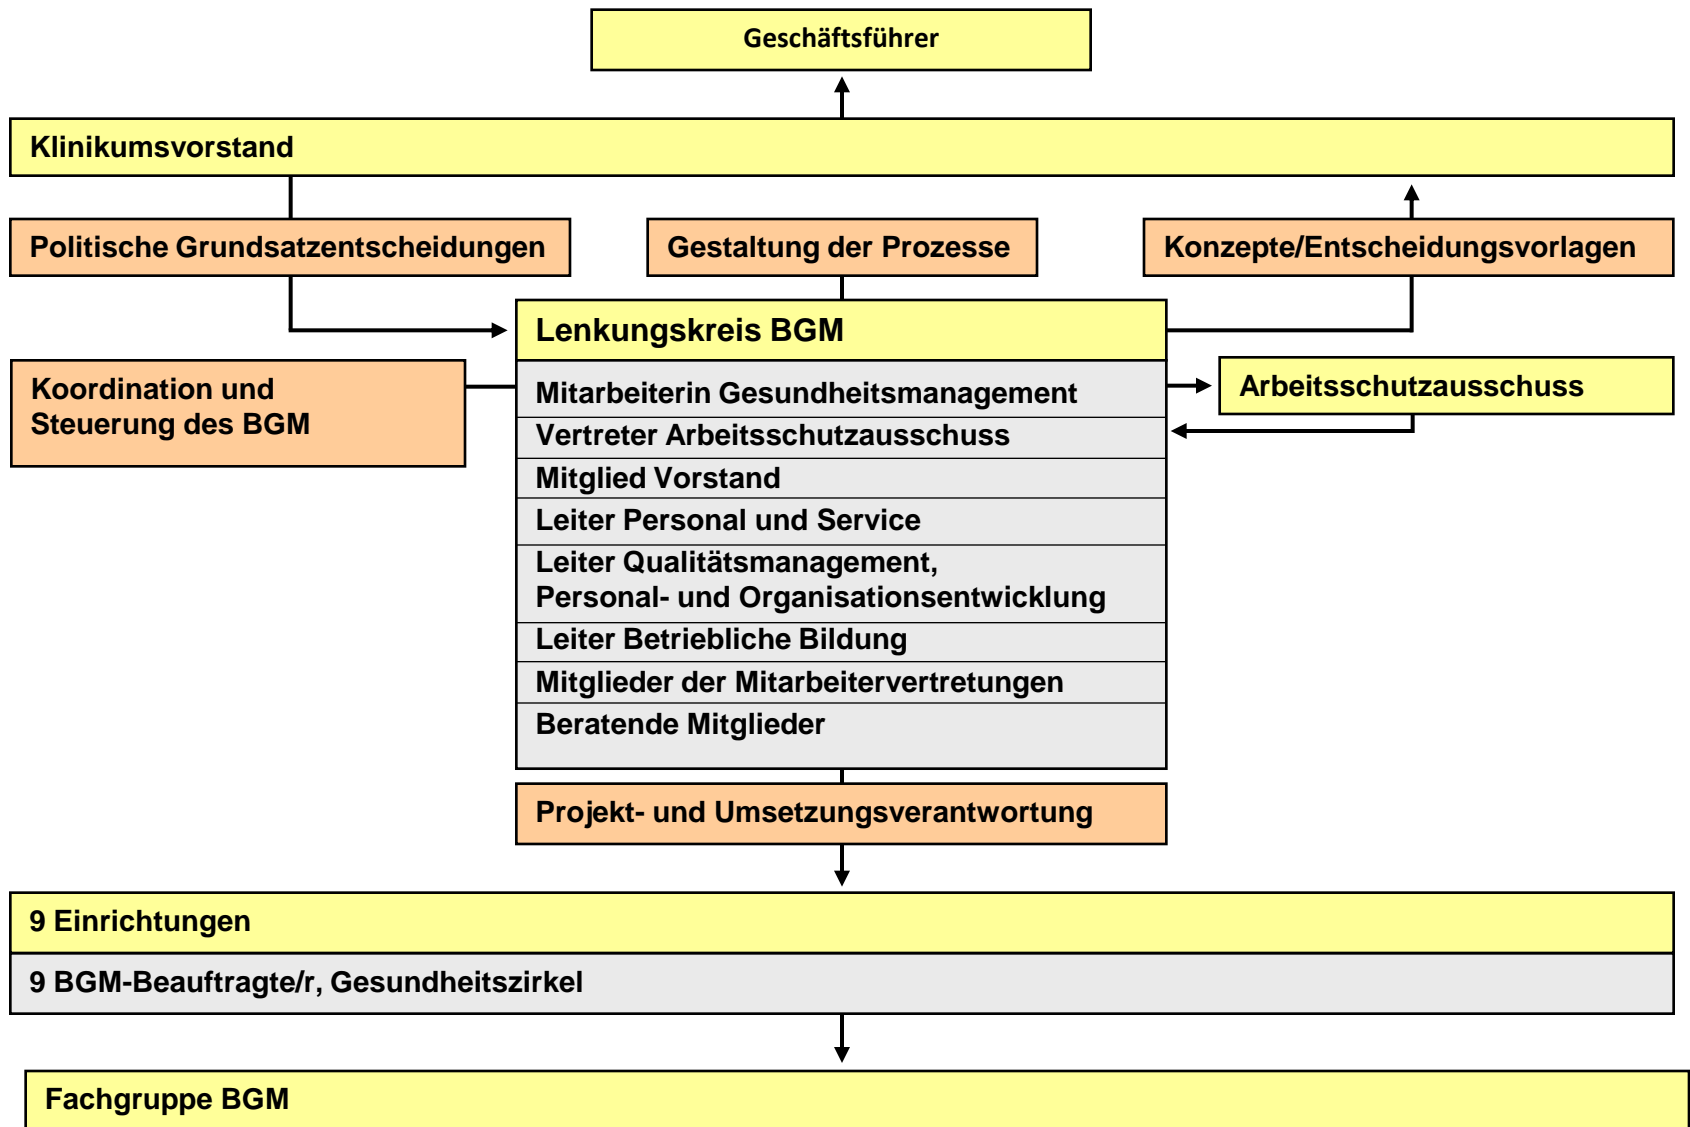 Geschäftsführer
Klinikumsvorstand
Politische Grundsatzentscheidungen
Gestaltung der Prozesse
Konzepte/Entscheidungsvorlagen
Lenkungskreis BGM
Koordination und
Steuerung des BGM
Mitarbeiterin Gesundheitsmanagement
Arbeitsschutzausschuss
Vertreter Arbeitsschutzausschuss
Mitglied Vorstand
Leiter Personal und Service
Leiter Qualitätsmanagement,
Personal- und Organisationsentwicklung
Leiter Betriebliche Bildung
Mitglieder der Mitarbeitervertretungen
Beratende Mitglieder
Projekt- und Umsetzungsverantwortung
9 Einrichtungen
9 BGM-Beauftragte/r, Gesundheitszirkel
Fachgruppe BGM